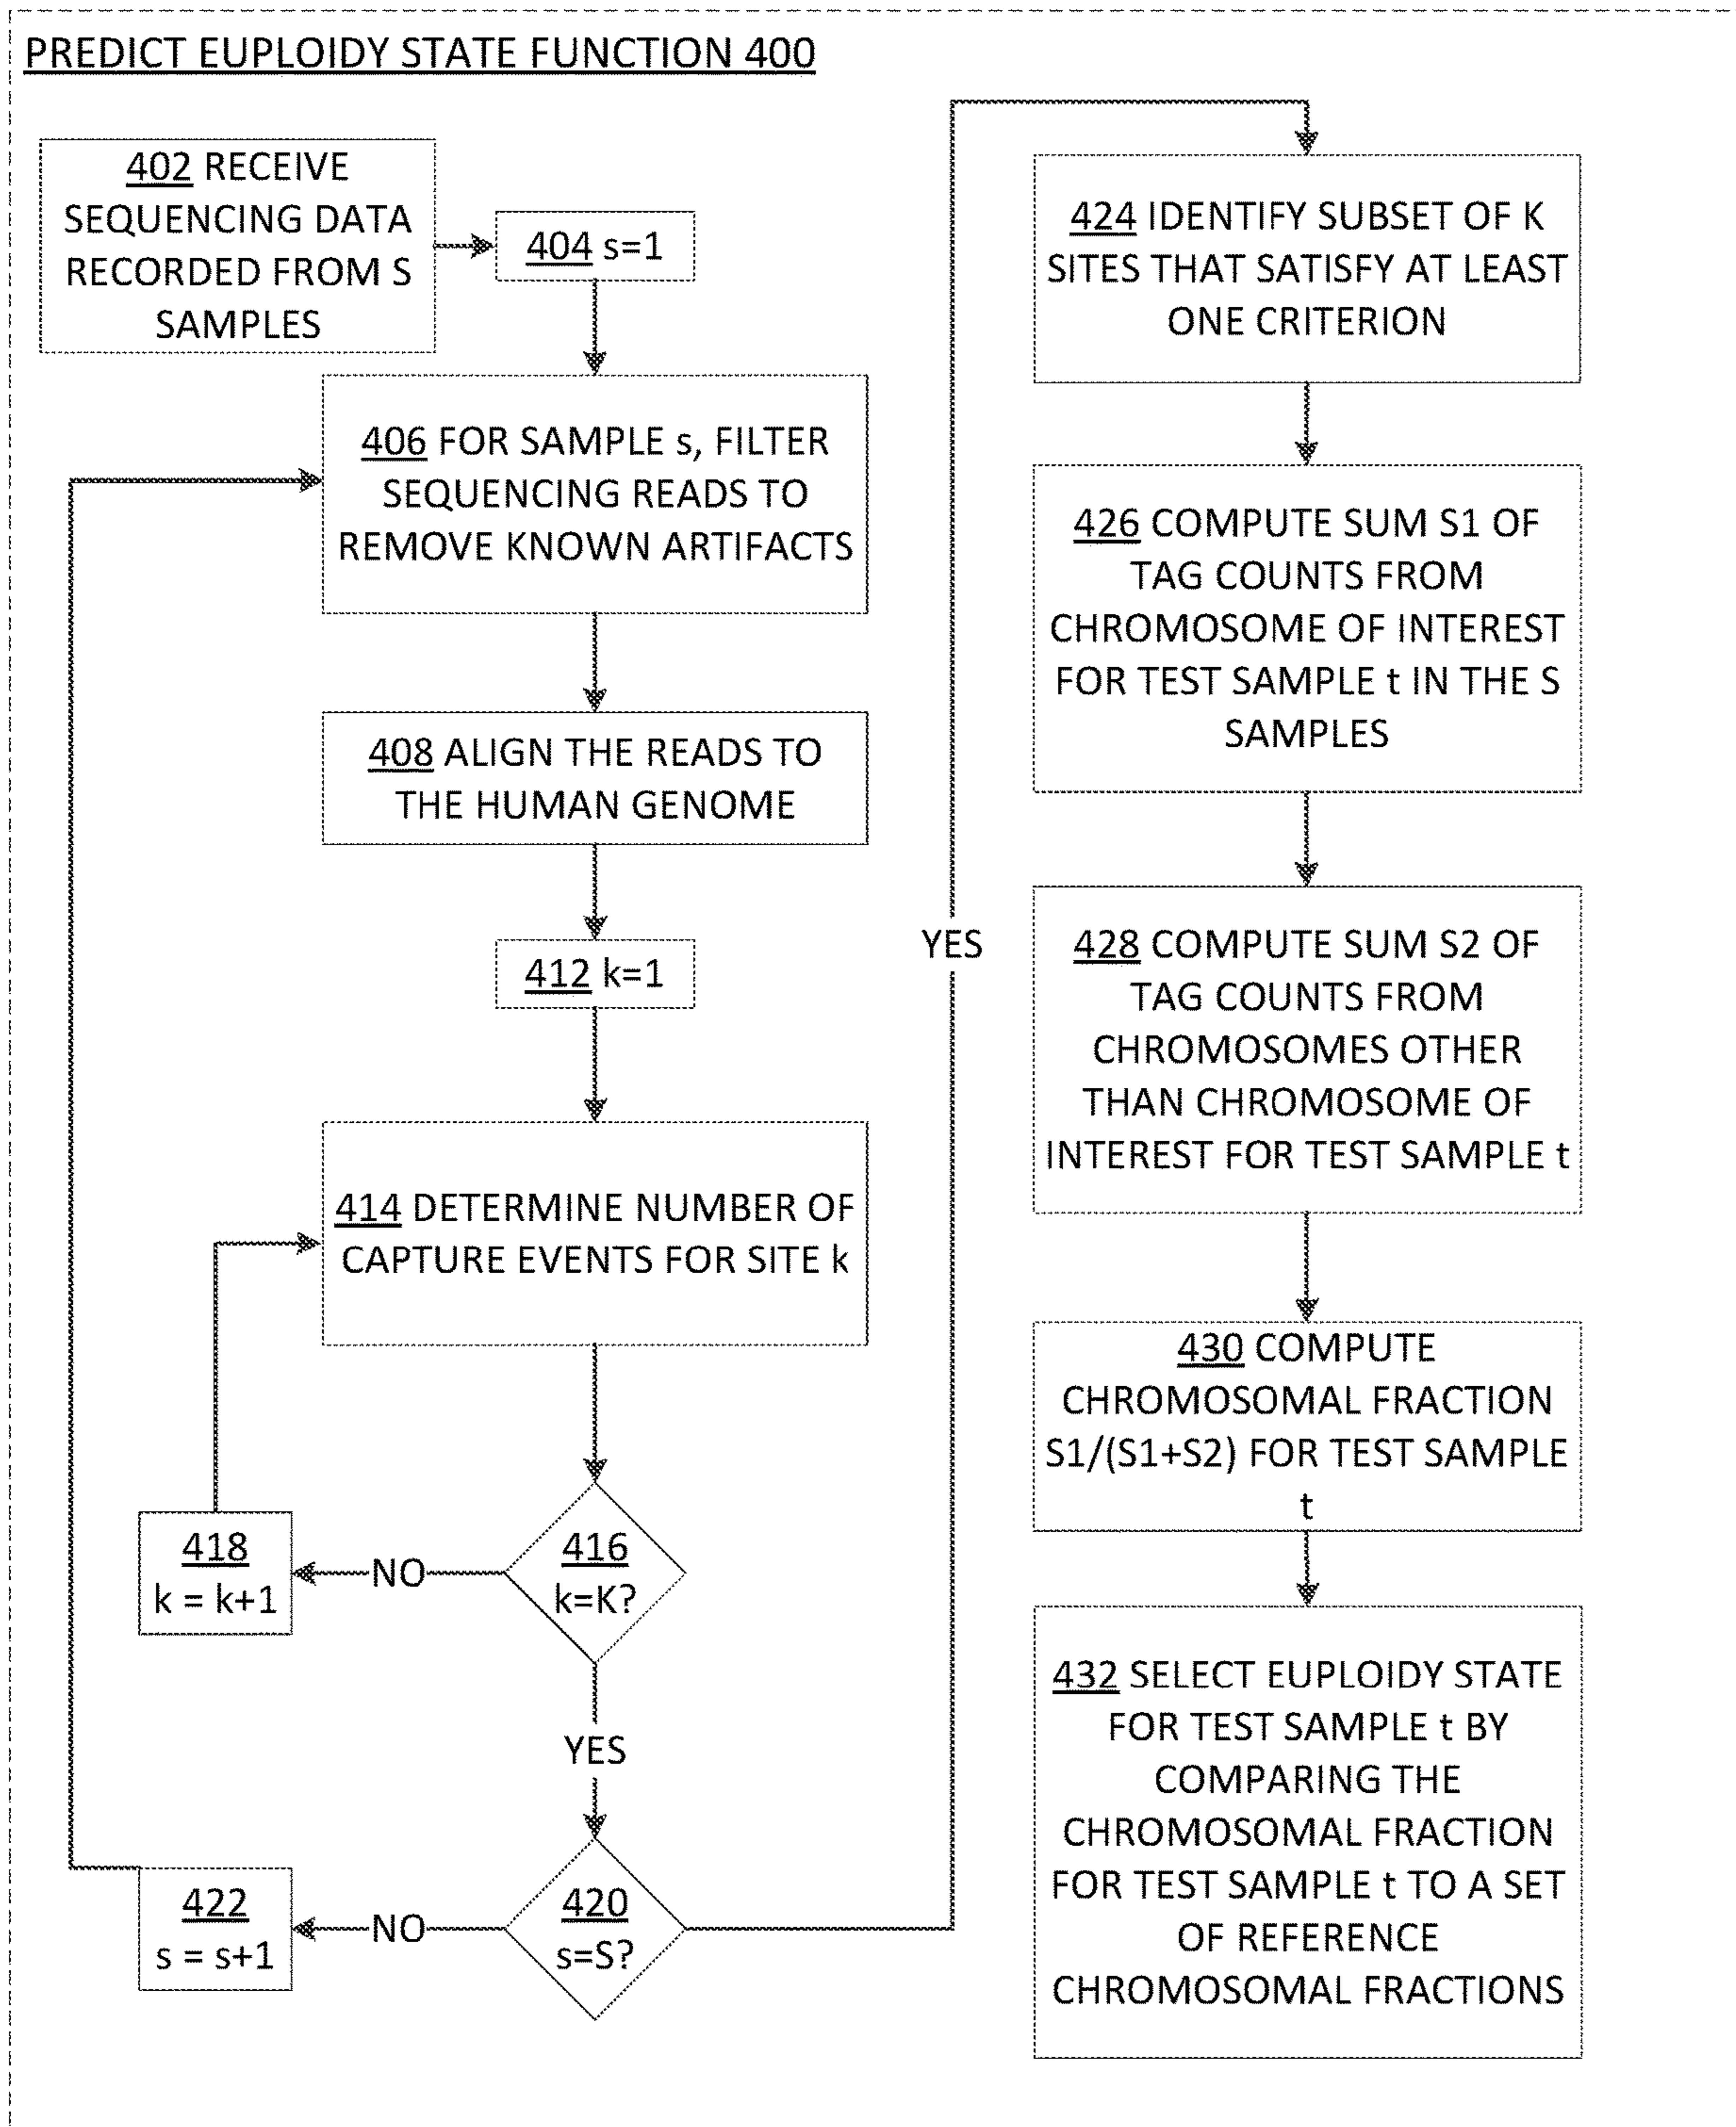 PREDICT EUPLOIDY STATE FUNCTION 400
402 RECEIVE
SEQUENCING DATA
RECORDED FROM S
SAMPLES
404 s=1
406 FOR SAMPLE s, FILTER
SEQUENCING READS TO
REMOVE KNOWN ARTIFACTS
408 ALIGN THE READS TO
THE HUMAN GENOME
412 k=1
414 DETERMINE NUMBER OF
CAPTURE EVENTS FOR SITE k
416
k=K?
NO
418
k = k+1
YES
420
s=S?
NO
422
s = s+1
YES
424 IDENTIFY SUBSET OF K
SITES THAT SATISFY AT LEAST
ONE CRITERION
426 COMPUTE SUM S1 OF
TAG COUNTS FROM
CHROMOSOME OF INTEREST
FOR TEST SAMPLE t IN THE S
SAMPLES
428 COMPUTE SUM S2 OF
TAG COUNTS FROM
CHROMOSOMES OTHER
THAN CHROMOSOME OF
INTEREST FOR TEST SAMPLE t
430 COMPUTE
CHROMOSOMAL FRACTION
S1/(S1+S2) FOR TEST SAMPLE
t
432 SELECT EUPLOIDY STATE
FOR TEST SAMPLE t BY
COMPARING THE
CHROMOSOMAL FRACTION
FOR TEST SAMPLE t TO A SET
OF REFERENCE
CHROMOSOMAL FRACTIONS